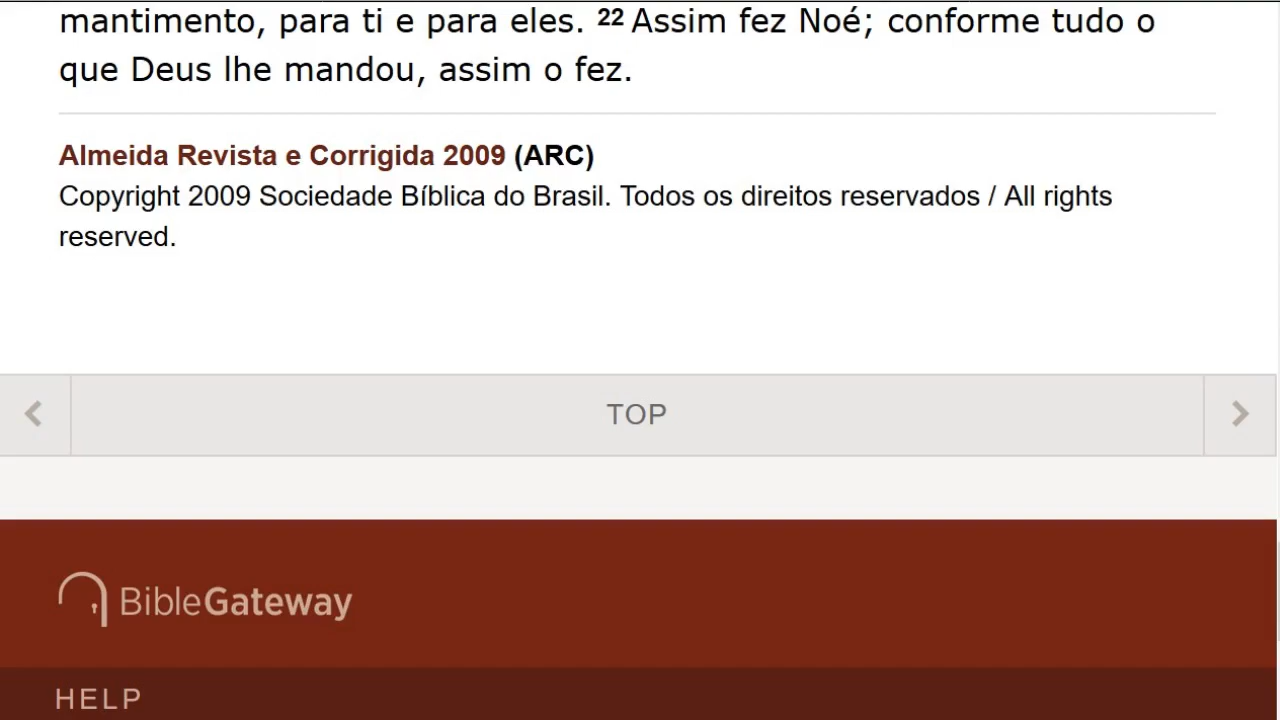 mantimento, para ti e para eles. 22 Assim fez Noé; conforme tudo o
que Deus lhe mandou, assim o fez.
Almeida Revista e Corrigida 2009 (ARC)
Copyright 2009 Sociedade Bíblica do Brasil. Todos os direitos reservados / All rights
reserved.
TOP
BibleGateway
HELP